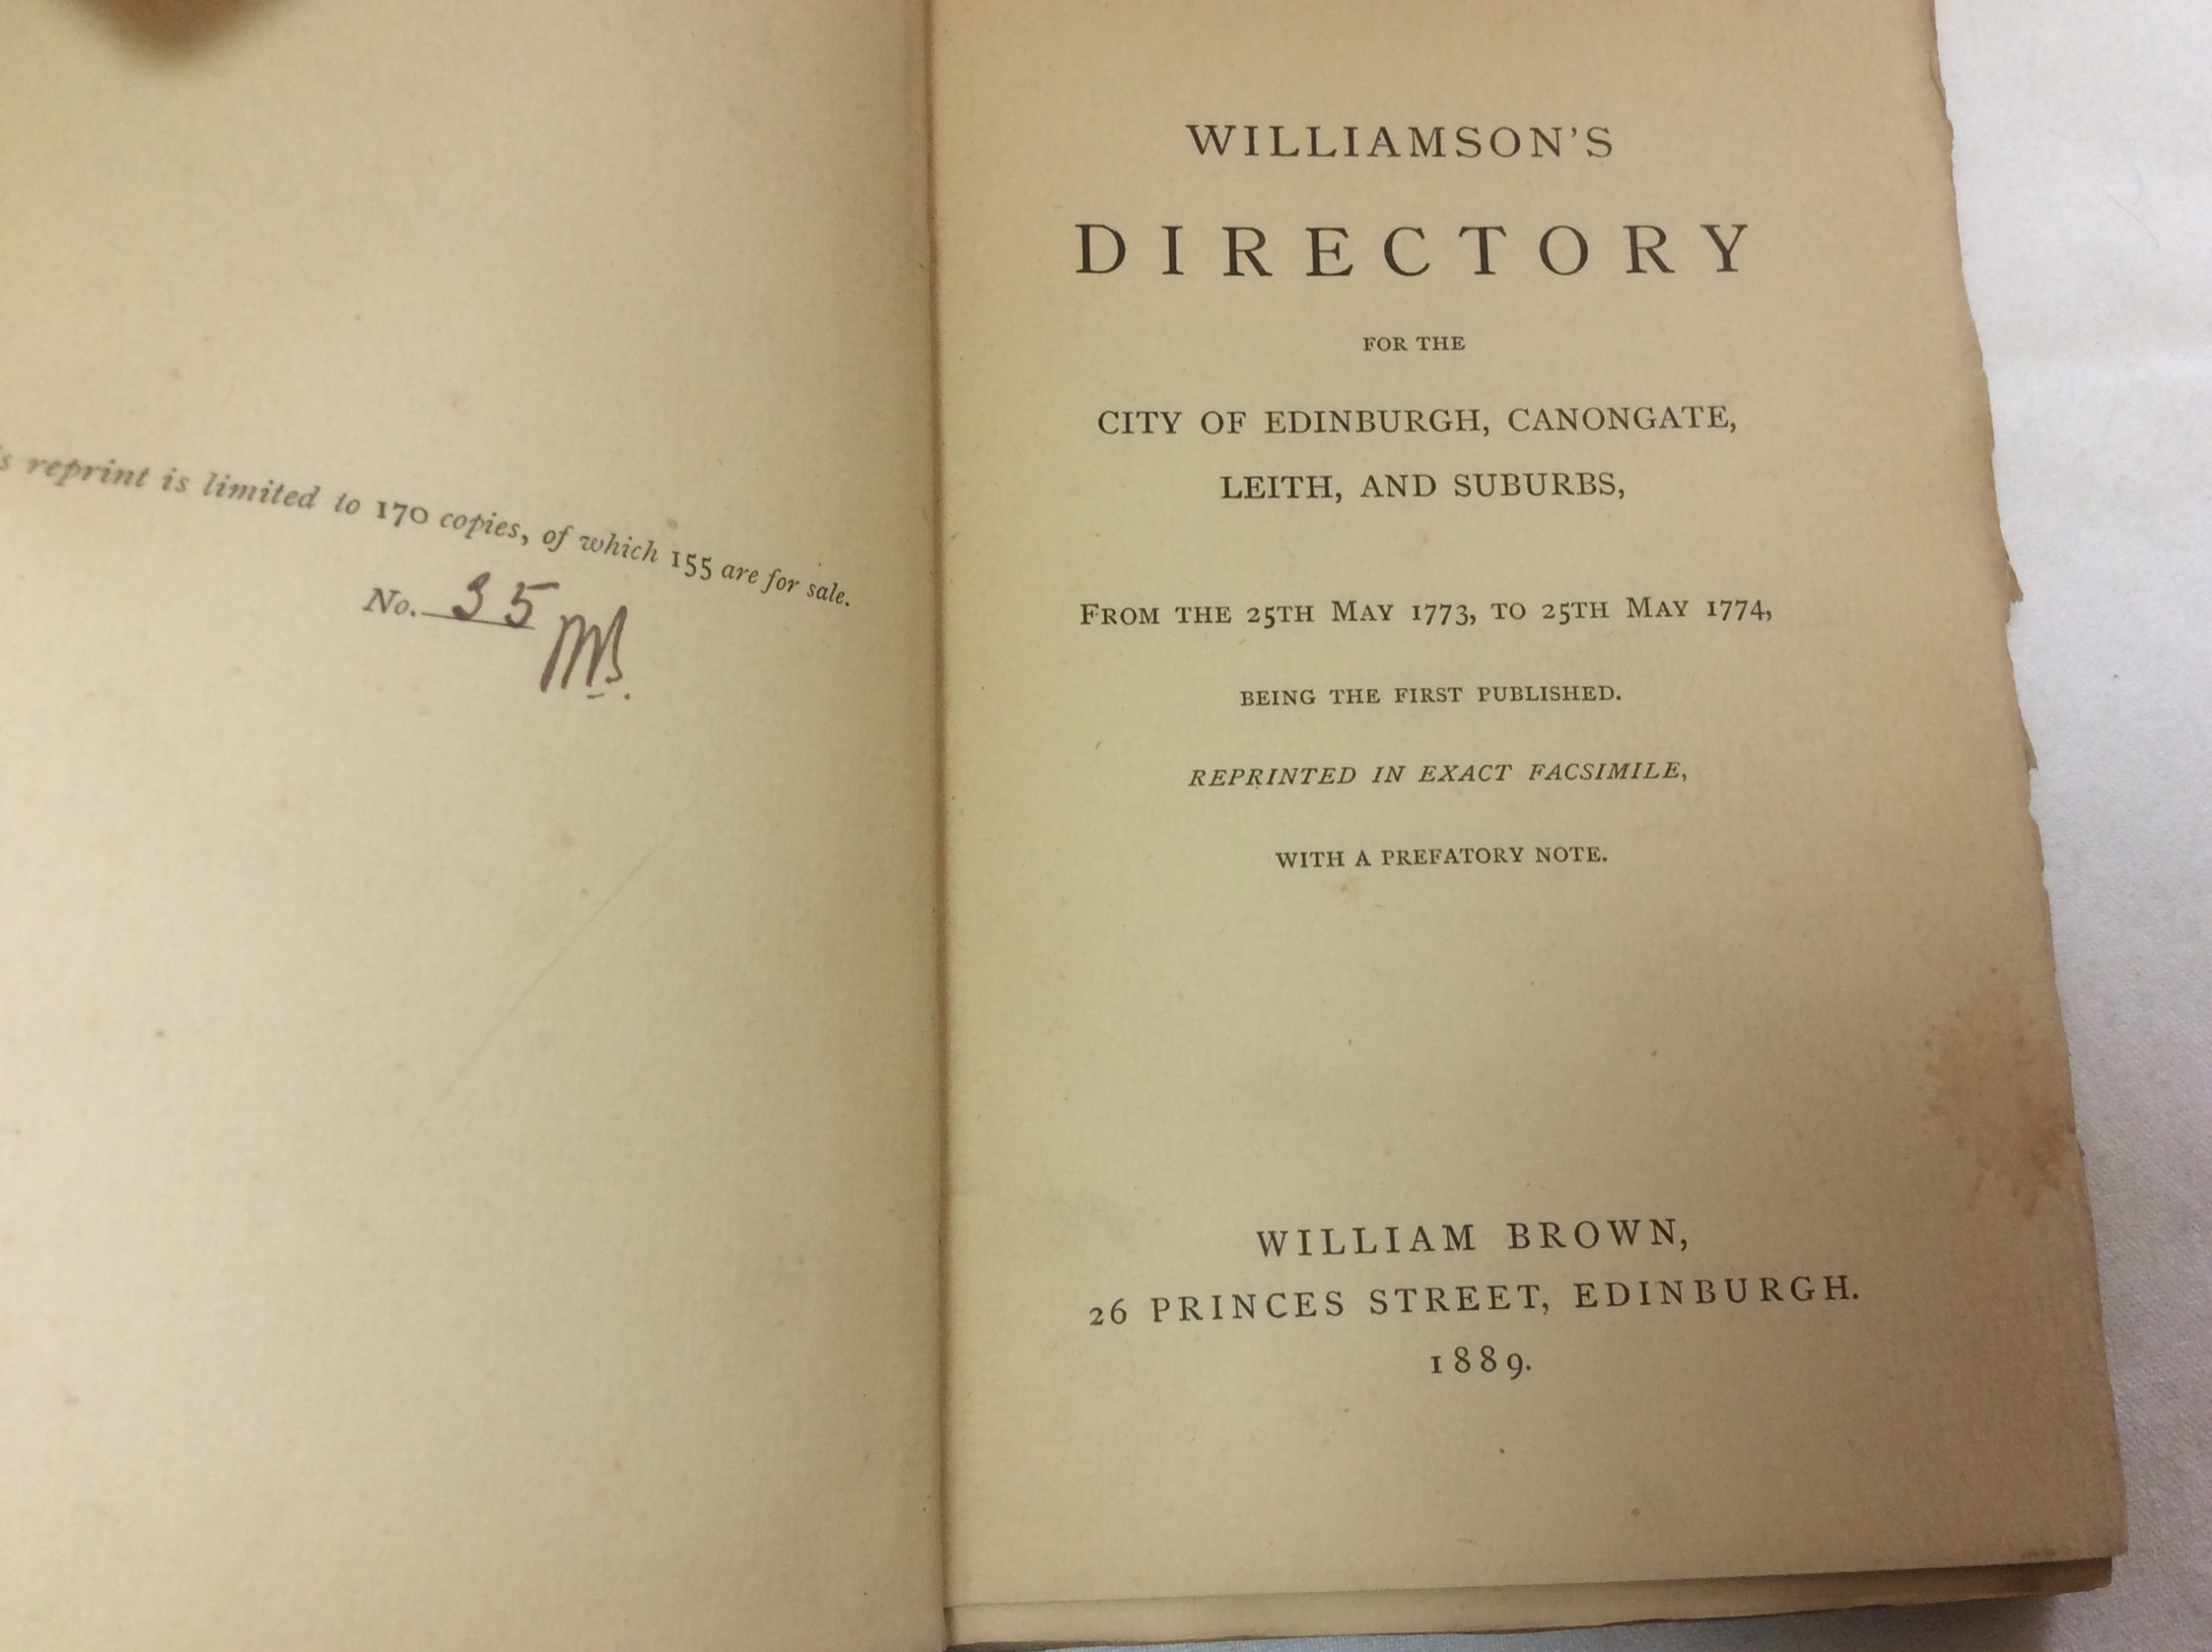 s reprint is limited to 170 copies, of which 155 are for sale.
No. 35
WB.
WILLIAMSON'S
DIRECTORY
FOR THE
CITY OF EDINBURGH, CANONGATE,
LEITH, AND SUBURBS,
FROM THE 25TH MAY 1773, TO 25TH MAY 1774,
BEING THE FIRST PUBLISHED.
REPRINTED IN EXACT FACSIMILE,
WITH A PREFATORY NOTE.
WILLIAM BROWN,
26 PRINCES STREET, EDINBURGH.
1889.